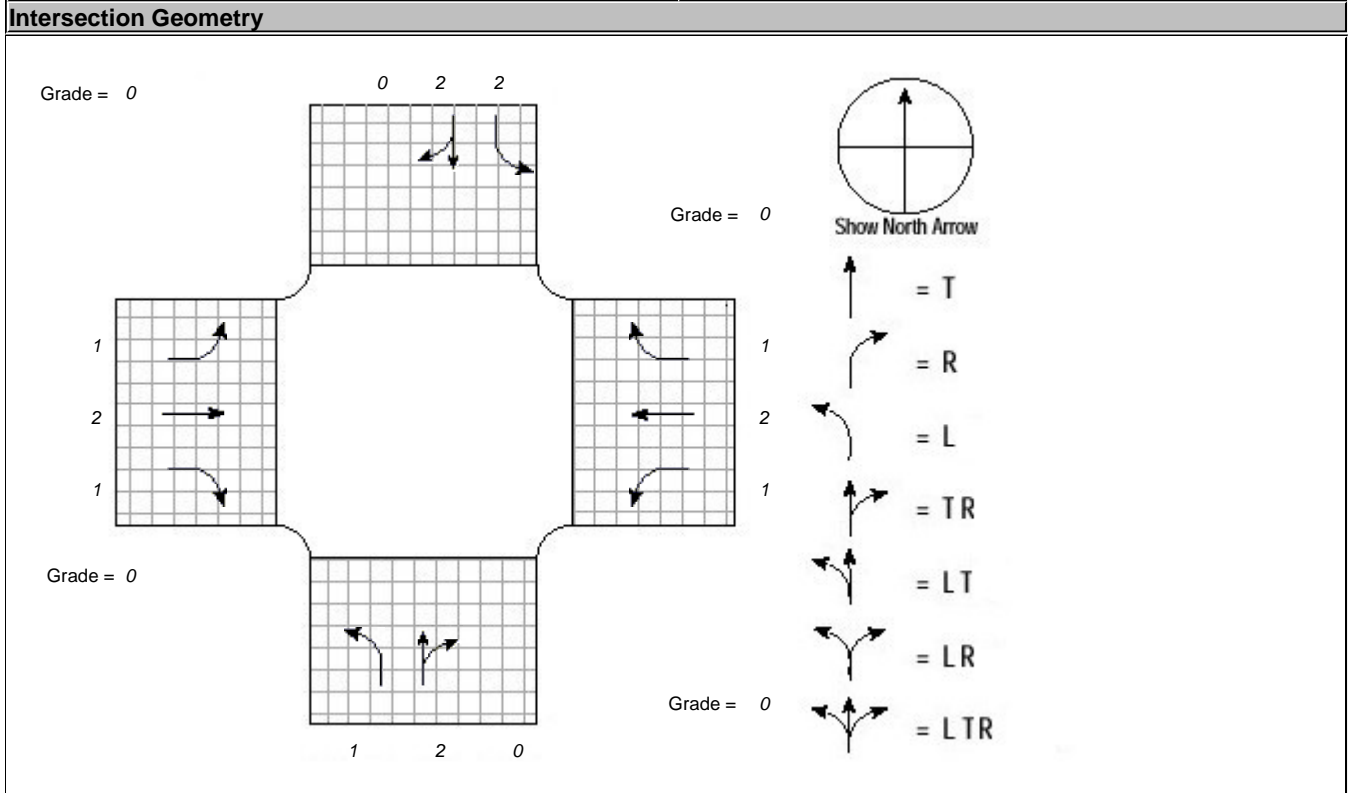 Intersection Geometry
Grade = 0
0 2 2
Grade = 0
Show North Arrow
= T
1
1
= R
2
2
= L
1
1
= TR
Grade = 0
= LT
= LR
Grade = 0
= LTR
1 2 0